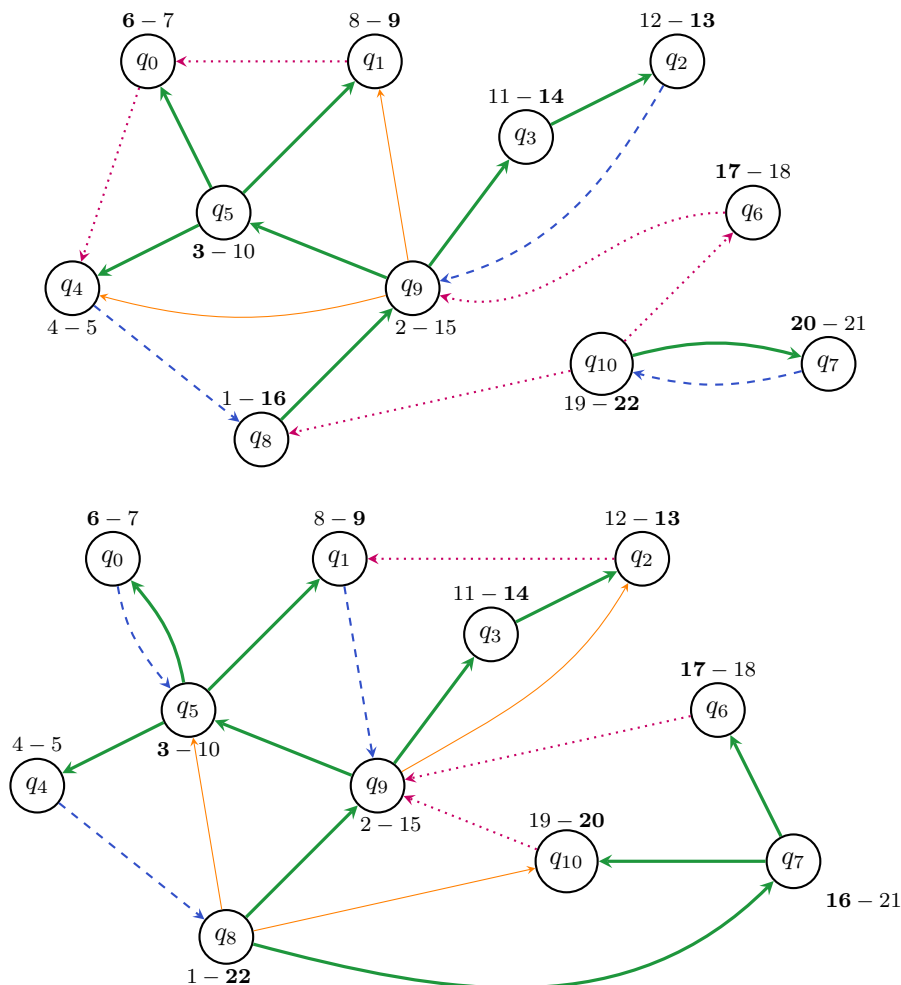 6 – 7
8 – 9
12 – 13
q₀
q₁
q₂
11 – 14
q₃
17 – 18
q₅
q₆
3 – 10
q₄
q₉
4 – 5
2 – 15
20 – 21
q₁₀
q₇
1 – 16
19 – 22
q₈
6 – 7
8 – 9
12 – 13
q₀
q₁
q₂
11 – 14
q₃
17 – 18
q₅
q₆
4 – 5
3 – 10
q₄
q₉
2 – 15
19 – 20
q₁₀
q₇
16 – 21
q₈
1 – 22